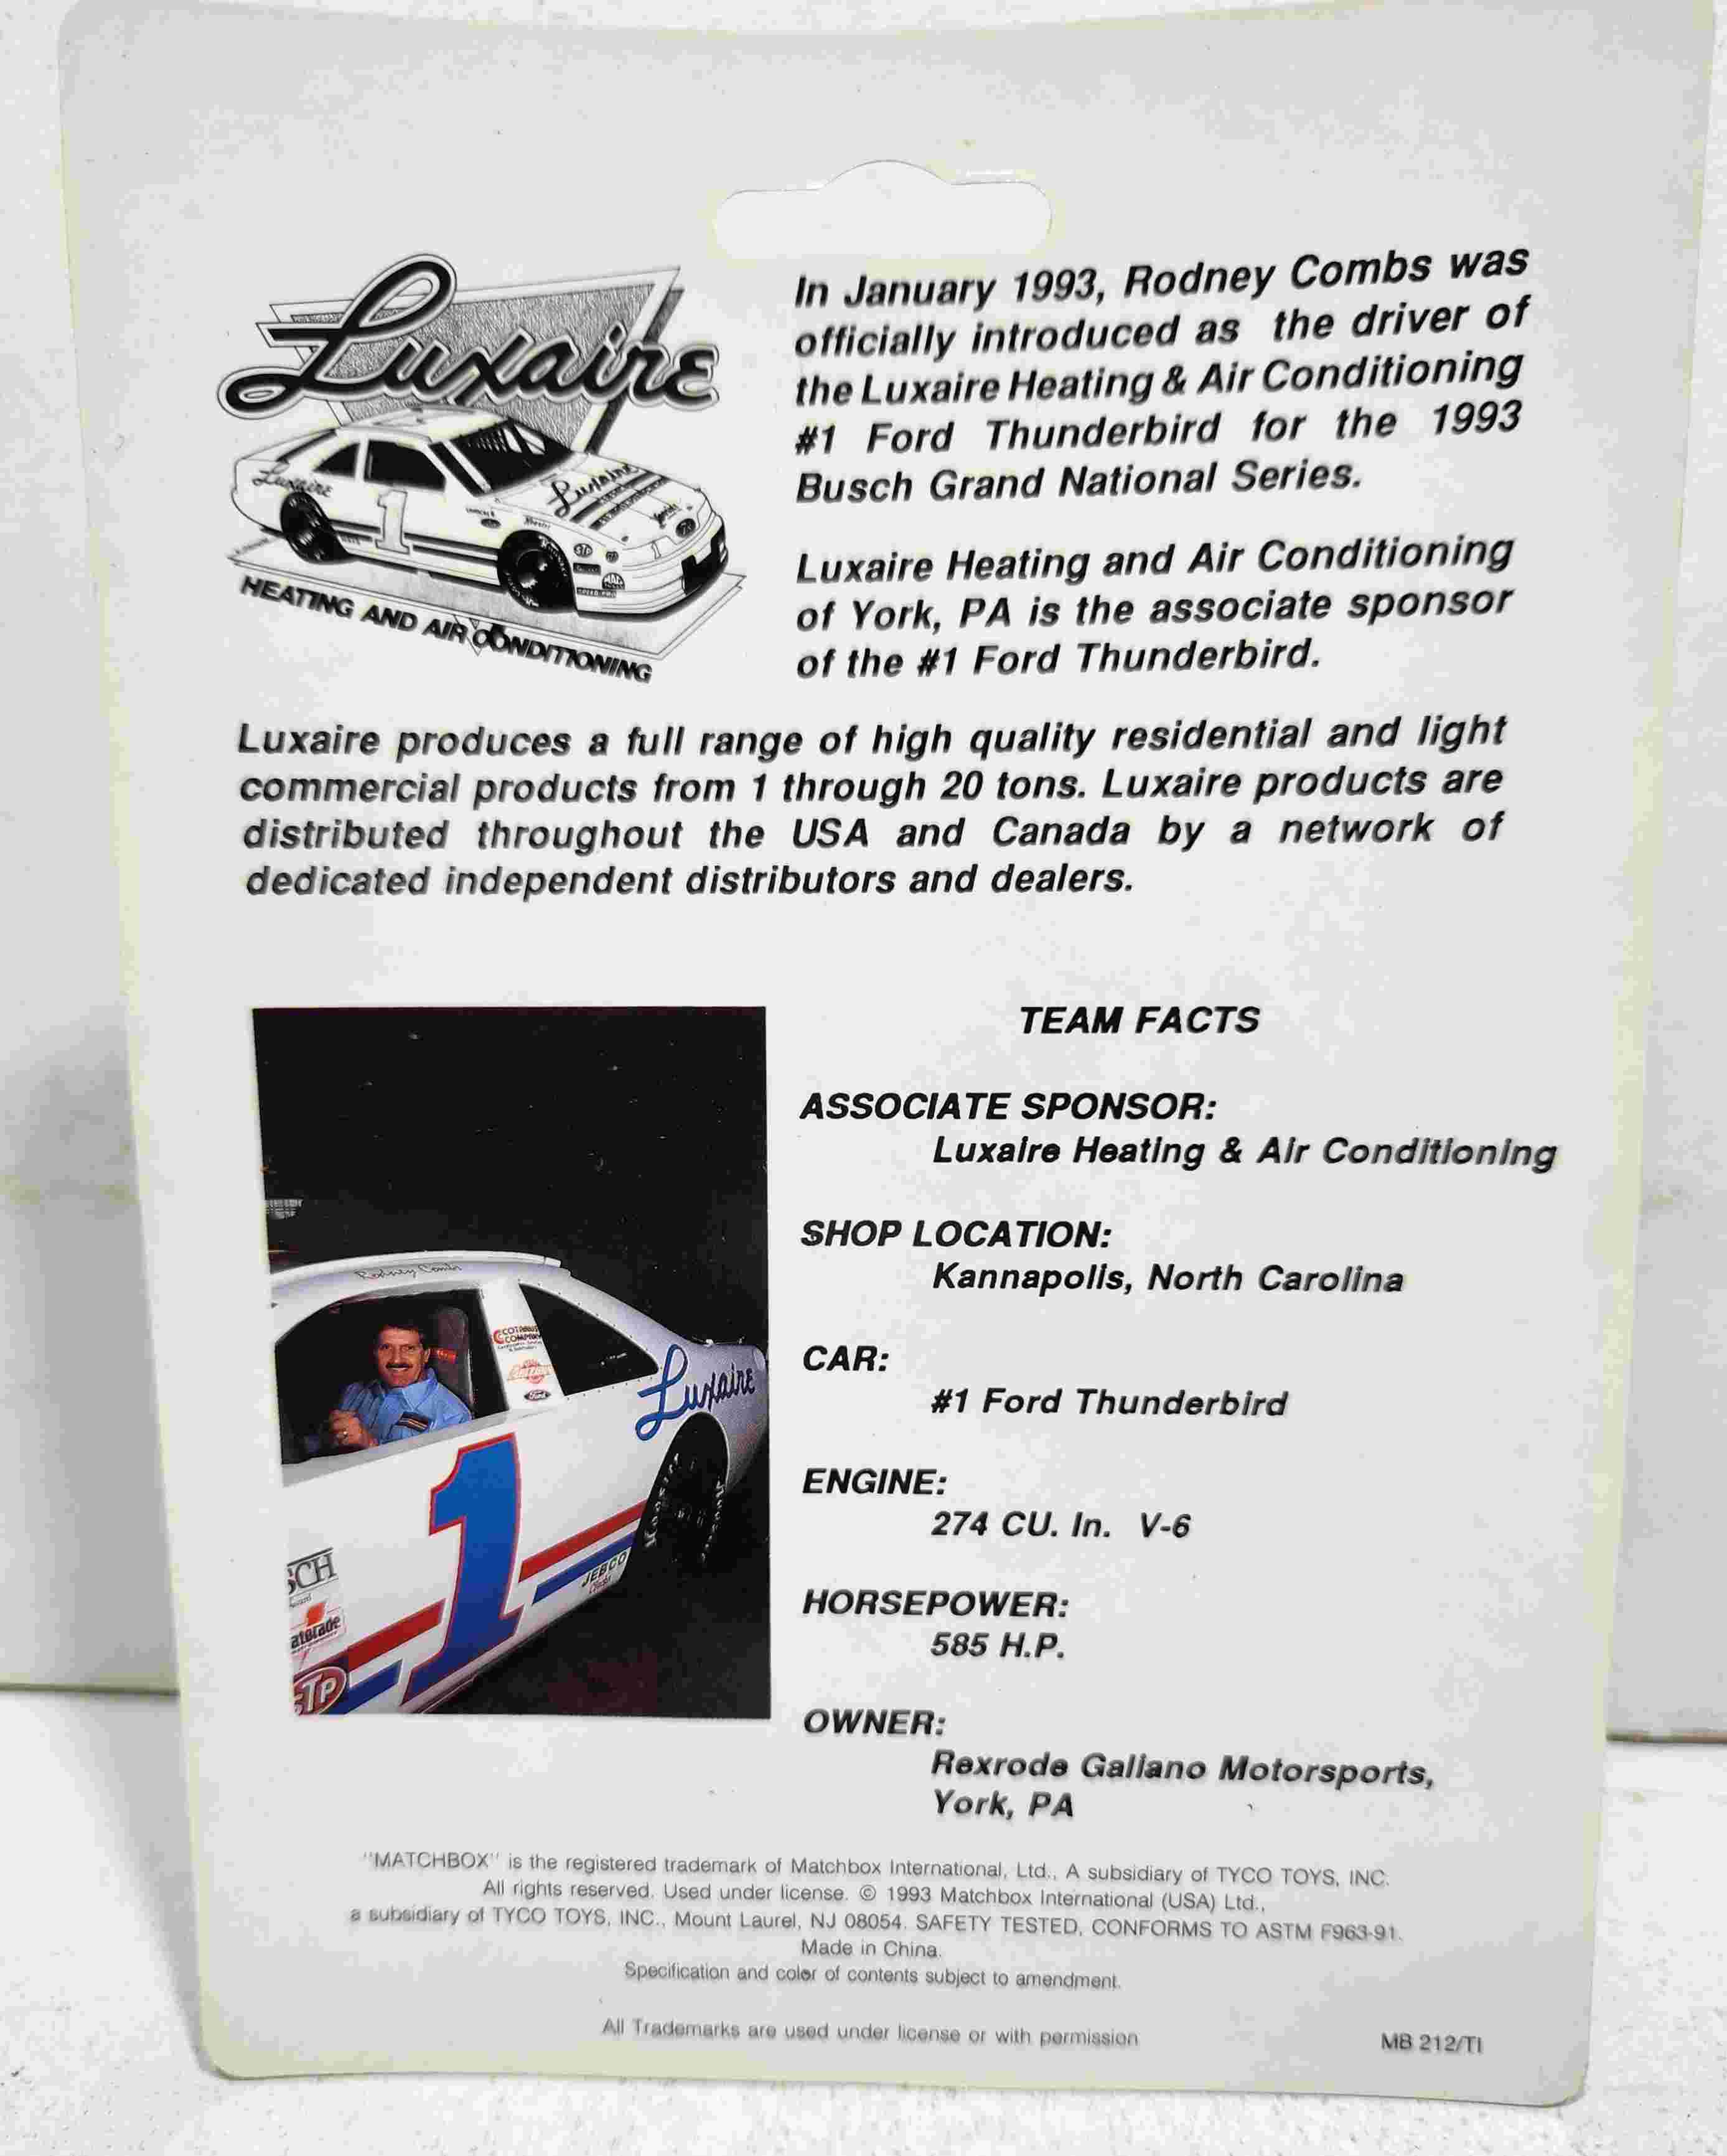 Luxaire
Luxaire
1
Luxaire
STP
HEATING AND AIR CONDITIONING
In January 1993, Rodney Combs was
officially introduced as the driver of
the Luxaire Heating & Air Conditioning
#1 Ford Thunderbird for the 1993
Busch Grand National Series.
Luxaire Heating and Air Conditioning
of York, PA is the associate sponsor
of the #1 Ford Thunderbird.
Luxaire produces a full range of high quality residential and light
commercial products from 1 through 20 tons. Luxaire products are
distributed throughout the USA and Canada by a network of
dedicated independent distributors and dealers.
Rodney Combs
Ford
Luxaire
1
JEBCO
STP
TEAM FACTS
ASSOCIATE SPONSOR:
Luxaire Heating & Air Conditioning
SHOP LOCATION:
Kannapolis, North Carolina
CAR:
#1 Ford Thunderbird
ENGINE:
274 CU. In. V-6
HORSEPOWER:
585 H.P.
OWNER:
Rexrode Galiano Motorsports,
York, PA
"MATCHBOX" is the registered trademark of Matchbox International, Ltd., A subsidiary of TYCO TOYS, INC.
All rights reserved. Used under license. © 1993 Matchbox International (USA) Ltd.,
a subsidiary of TYCO TOYS, INC., Mount Laurel, NJ 08054. SAFETY TESTED, CONFORMS TO ASTM F963-91.
Made in China.
Specification and color of contents subject to amendment.
All Trademarks are used under license or with permission
MB 212/TI